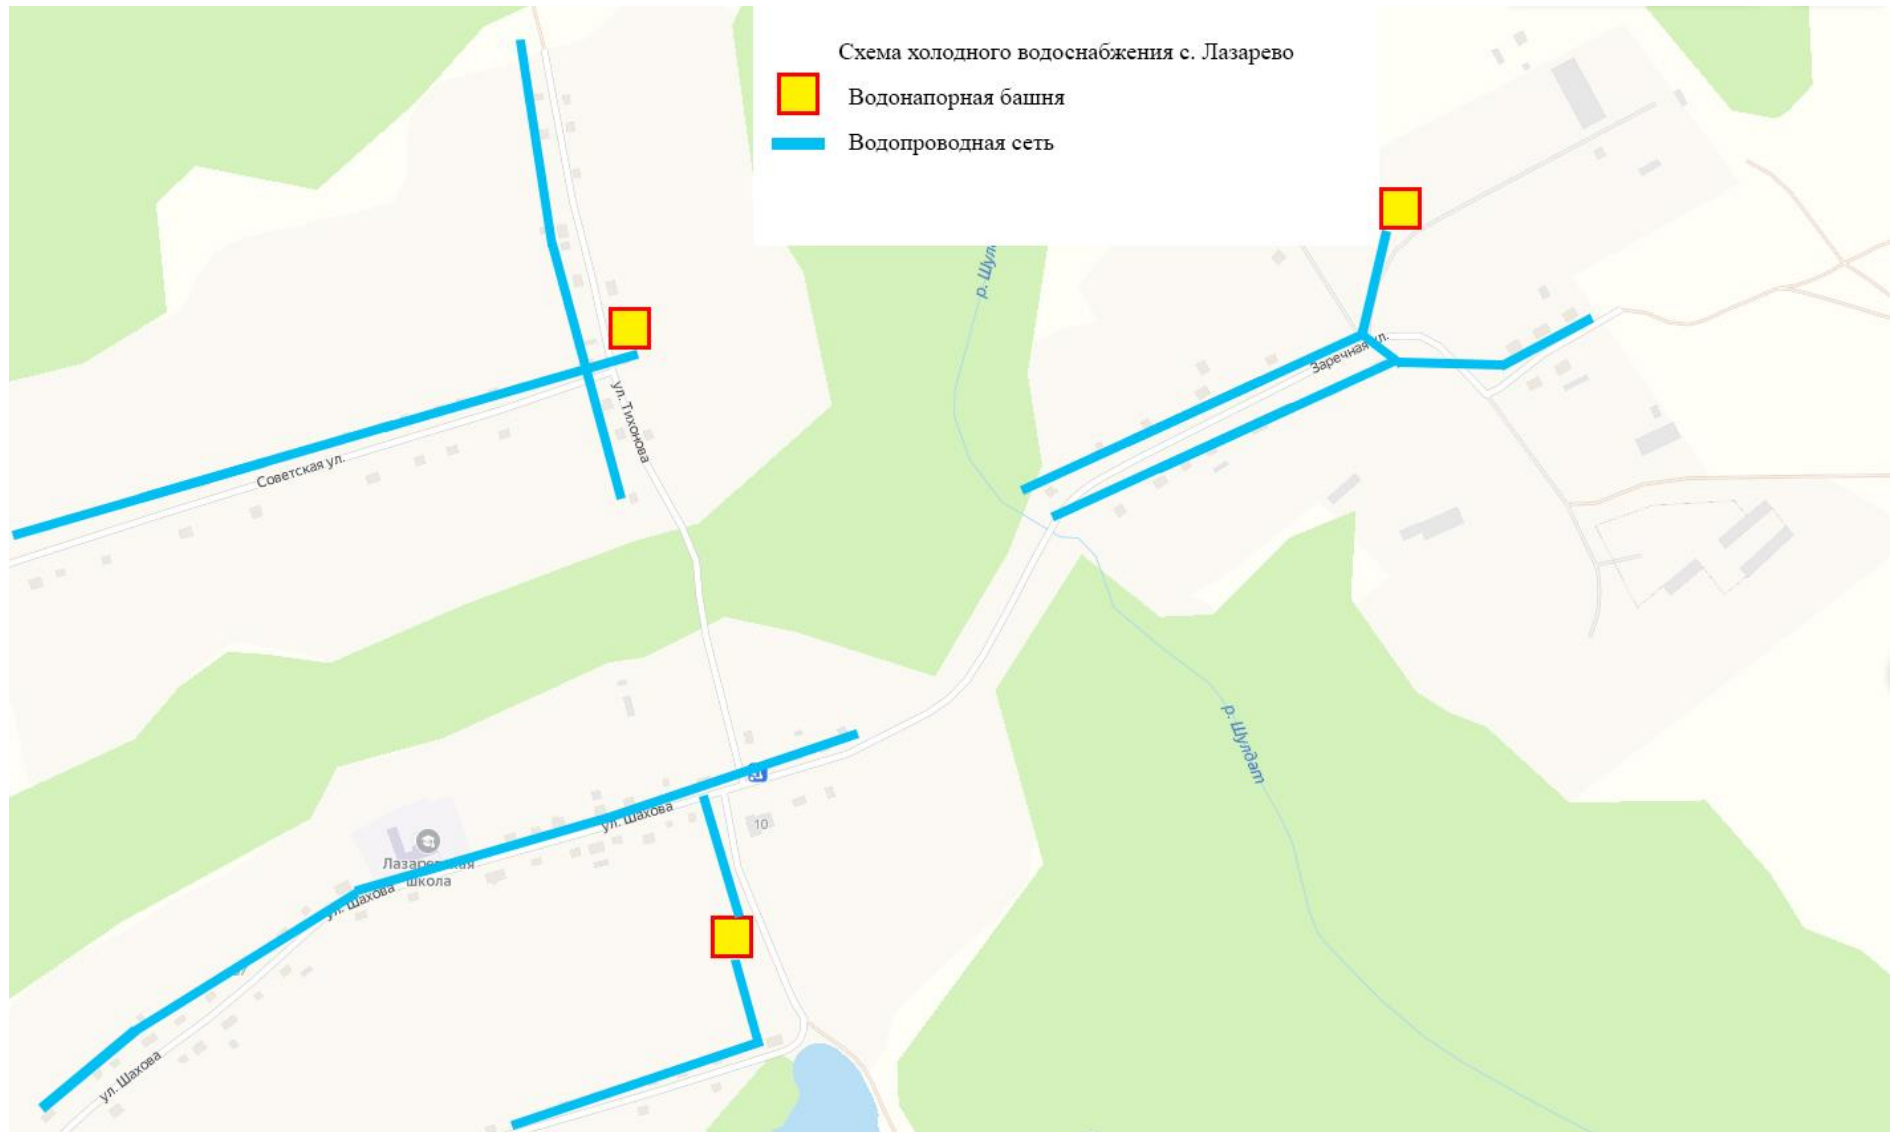 Схема холодного водоснабжения с. Лазарево
Водонапорная башня
Водопроводная сеть
р. Шул
Заречная ул.
ул. Тихонова
Советская ул.
р. Шулдат
ул. Шахова
10
Лазаревская
школа
ул. Шахова
ул. Шахова